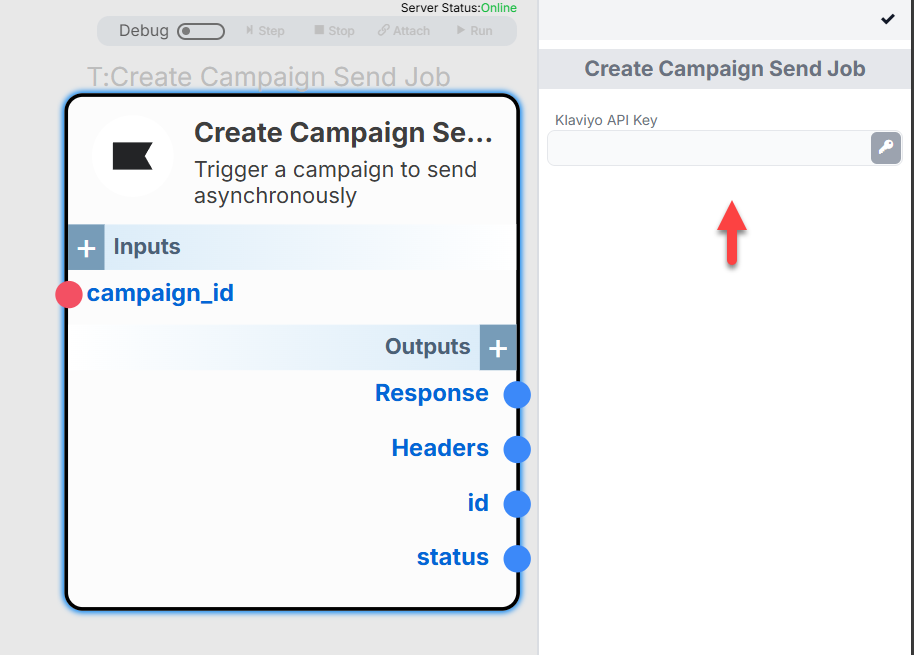 Server Status:Online
Debug Step Stop Attach Run
T:Create Campaign Send Job
Create Campaign Se...
Trigger a campaign to send
asynchronously
+ Inputs
campaign_id
Outputs +
Response
Headers
id
status
Create Campaign Send Job
Klaviyo API Key